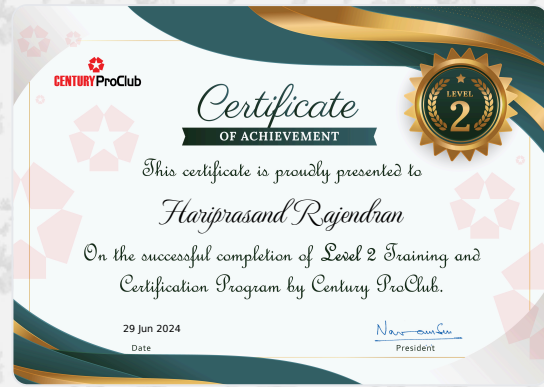 CENTURY ProClub
Certificate
OF ACHIEVEMENT
LEVEL
2
This certificate is proudly presented to
Hariprasand Rajendran
On the successful completion of Level 2 Training and
Certification Program by Century ProClub.
29 Jun 2024
Date
President